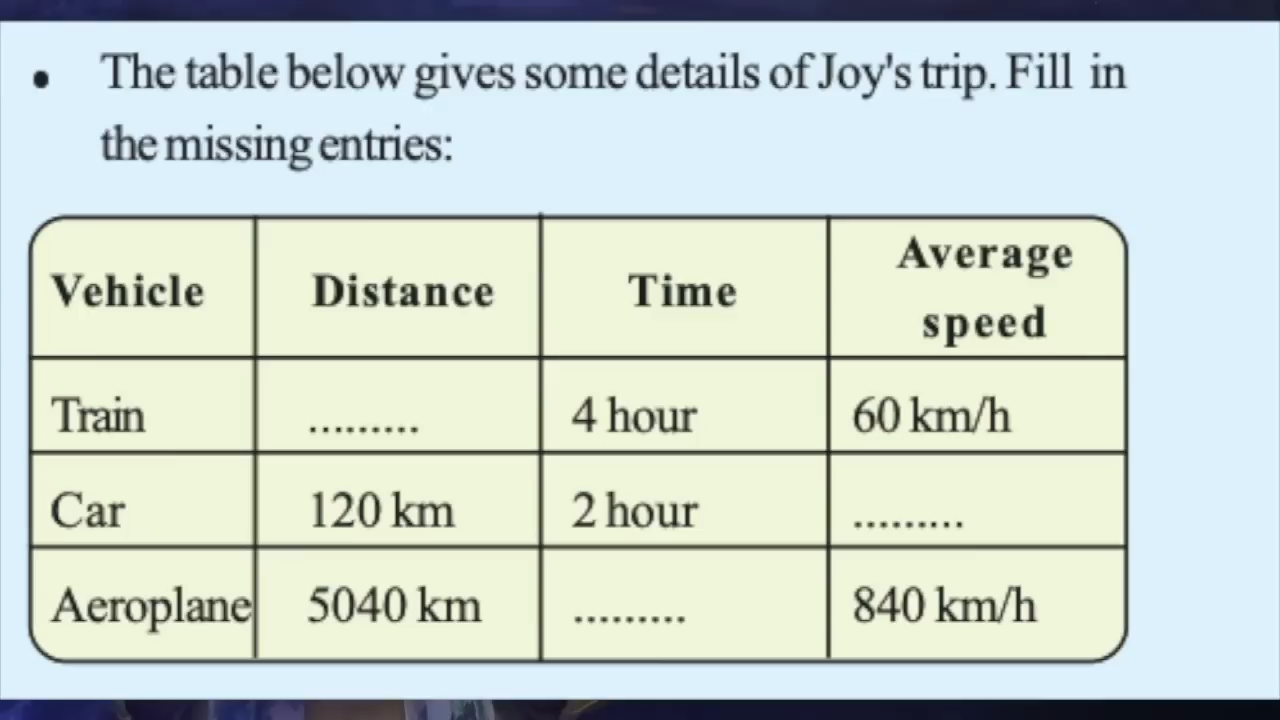 • The table below gives some details of Joy's trip. Fill in
the missing entries:
Vehicle Distance Time Average speed
Train ......... 4 hour 60 km/h
Car 120 km 2 hour .........
Aeroplane 5040 km ......... 840 km/h